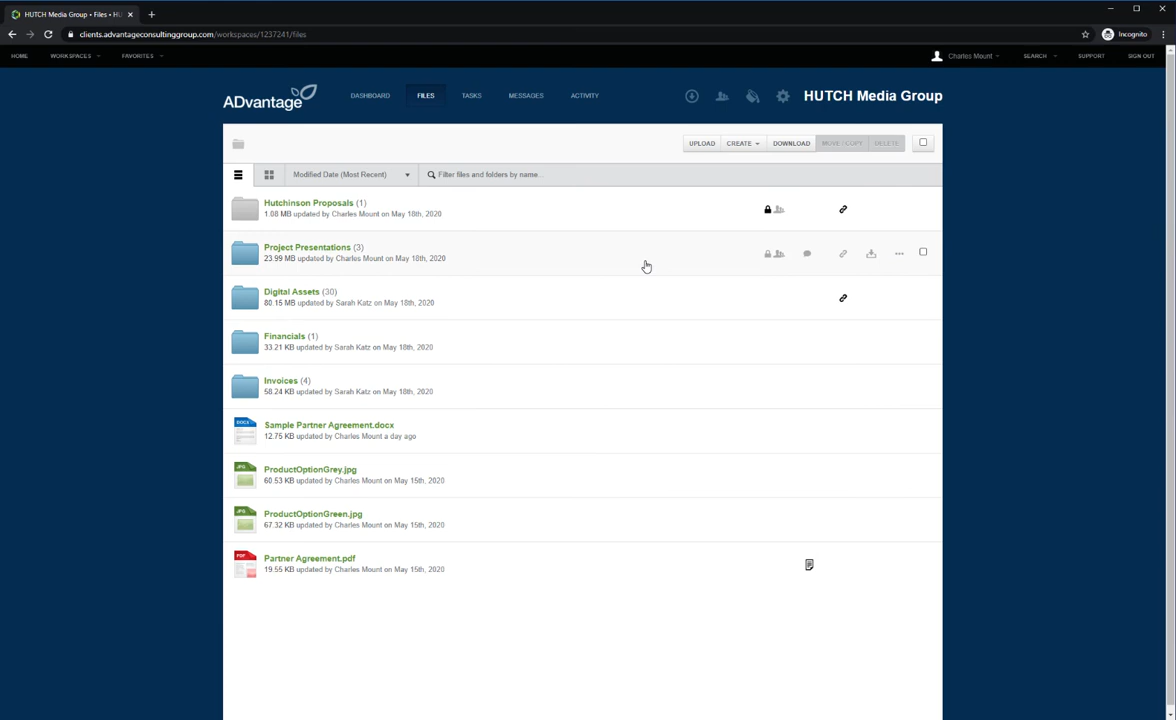 HUTCH Media Group • Files • HU
clients.advantageconsultinggroup.com/workspaces/1237241/files
Incognito
HOME WORKSPACES FAVORITES
Charles Mount SEARCH SUPPORT SIGN OUT
ADvantage
DASHBOARD FILES TASKS MESSAGES ACTIVITY
HUTCH Media Group
UPLOAD CREATE DOWNLOAD MOVE / COPY DELETE
Modified Date (Most Recent)
Filter files and folders by name...
Hutchinson Proposals (1)
1.08 MB updated by Charles Mount on May 18th, 2020
Project Presentations (3)
23.99 MB updated by Charles Mount on May 18th, 2020
Digital Assets (30)
80.15 MB updated by Sarah Katz on May 18th, 2020
Financials (1)
33.21 KB updated by Sarah Katz on May 18th, 2020
Invoices (4)
58.24 KB updated by Sarah Katz on May 18th, 2020
DOCX
Sample Partner Agreement.docx
12.75 KB updated by Charles Mount a day ago
JPG
ProductOptionGrey.jpg
60.53 KB updated by Charles Mount on May 15th, 2020
JPG
ProductOptionGreen.jpg
67.32 KB updated by Charles Mount on May 15th, 2020
PDF
Partner Agreement.pdf
19.55 KB updated by Charles Mount on May 15th, 2020